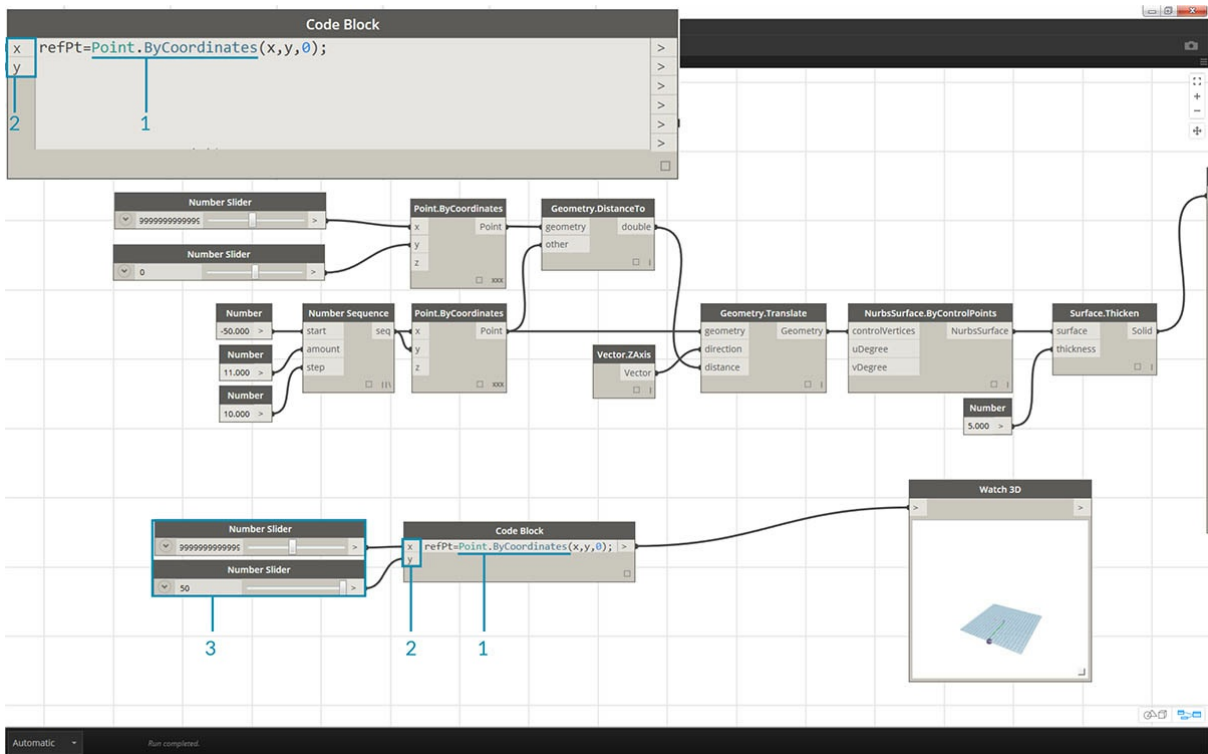 Code Block
x refPt=Point.ByCoordinates(x,y,0); >
y >
>
>
>
>
2 1
Number Slider
9999999999999 >
Number Slider
0 >
Point.ByCoordinates
x Point
y
z
xxx
Geometry.DistanceTo
geometry double
other
Number
-50.000 >
Number
11.000 >
Number
10.000 >
Number Sequence
start seq
amount
step
Point.ByCoordinates
x Point
y
z
xxx
Vector.ZAxis
Vector
Geometry.Translate
geometry Geometry
direction
distance
NurbsSurface.ByControlPoints
controlVertices NurbsSurface
uDegree
vDegree
Surface.Thicken
surface Solid
thickness
Number
5.000 >
Number Slider
9999999999999 >
Number Slider
50 >
Code Block
x refPt=Point.ByCoordinates(x,y,0); >
y
Watch 3D
> >
3 2 1
Automatic Run completed.